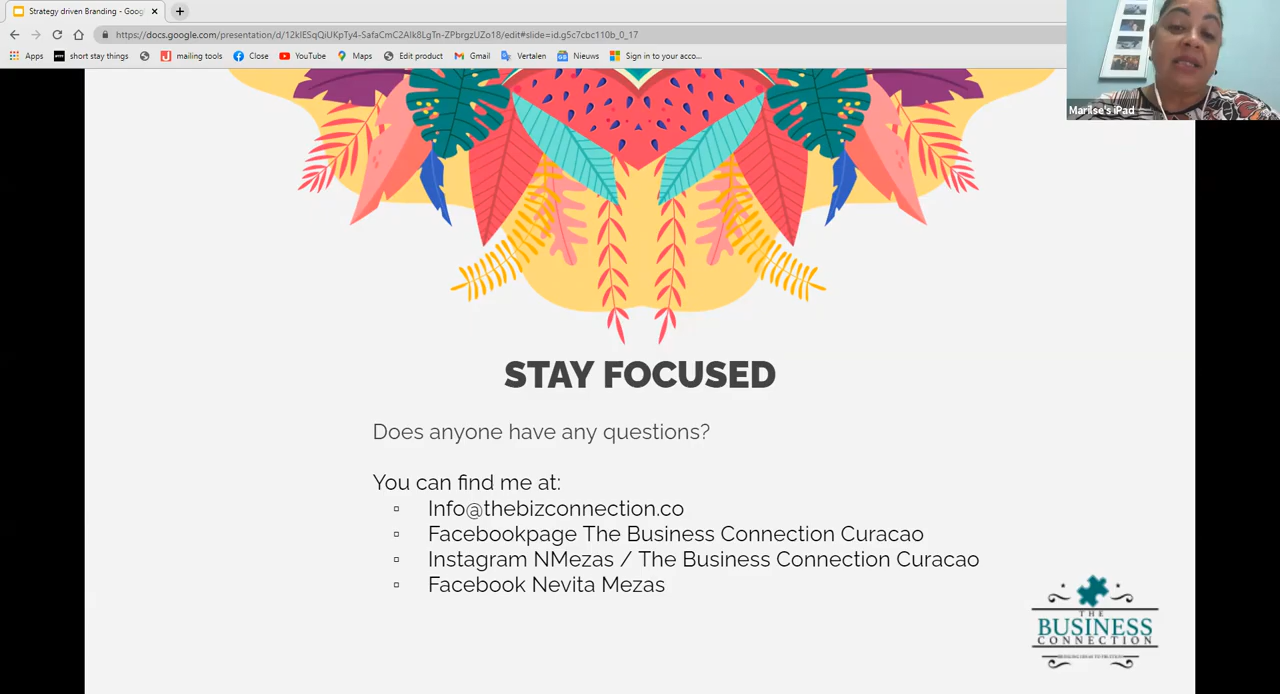 Strategy driven Branding - Goog
https://docs.google.com/presentation/d/12klESqQiUKpTy4-SafaCmC2AIk8LgTn-ZPbrgzUZo18/edit#slide=id.g5c7cbc110b_0_17
Apps short stay things mailing tools Close YouTube Maps Edit product Gmail Vertalen Nieuws Sign in to your acco...
Marilse's iPad
STAY FOCUSED
Does anyone have any questions?
You can find me at:
Info@thebizconnection.co
Facebookpage The Business Connection Curacao
Instagram NMezas / The Business Connection Curacao
Facebook Nevita Mezas
THE
BUSINESS
CONNECTION